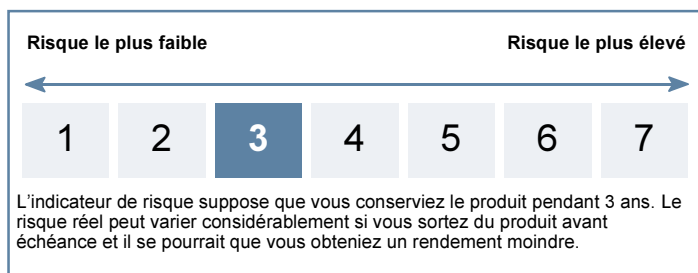 Risque le plus faible Risque le plus élevé
1 2 3 4 5 6 7
L'indicateur de risque suppose que vous conserviez le produit pendant 3 ans. Le
risque réel peut varier considérablement si vous sortez du produit avant
échéance et il se pourrait que vous obteniez un rendement moindre.